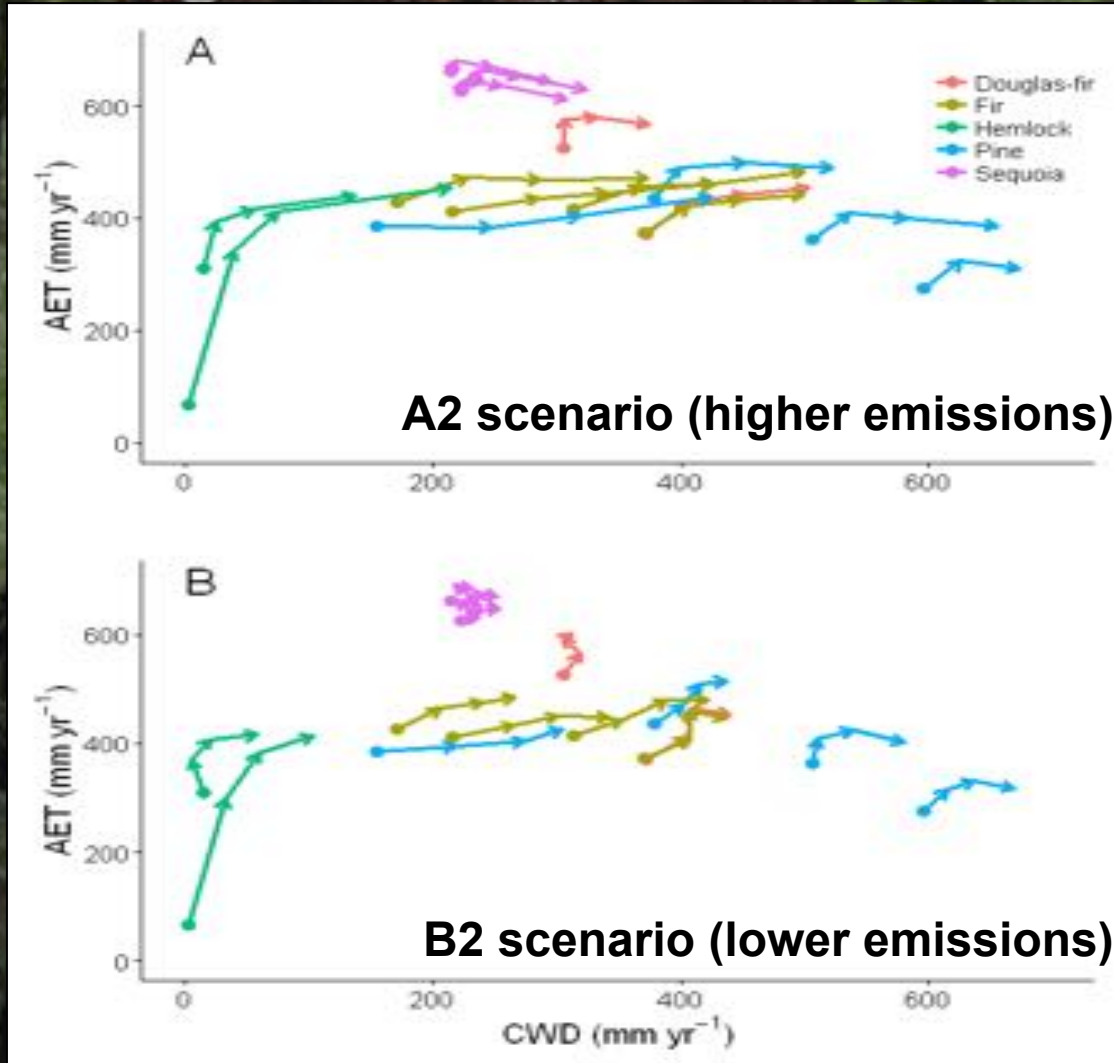 A
AET (mm yr⁻¹)
600
400
200
0
Douglas-fir
Fir
Hemlock
Pine
Sequoia
A2 scenario (higher emissions)
0 200 400 600
B
AET (mm yr⁻¹)
600
400
200
0
B2 scenario (lower emissions)
0 200 400 600
CWD (mm yr⁻¹)